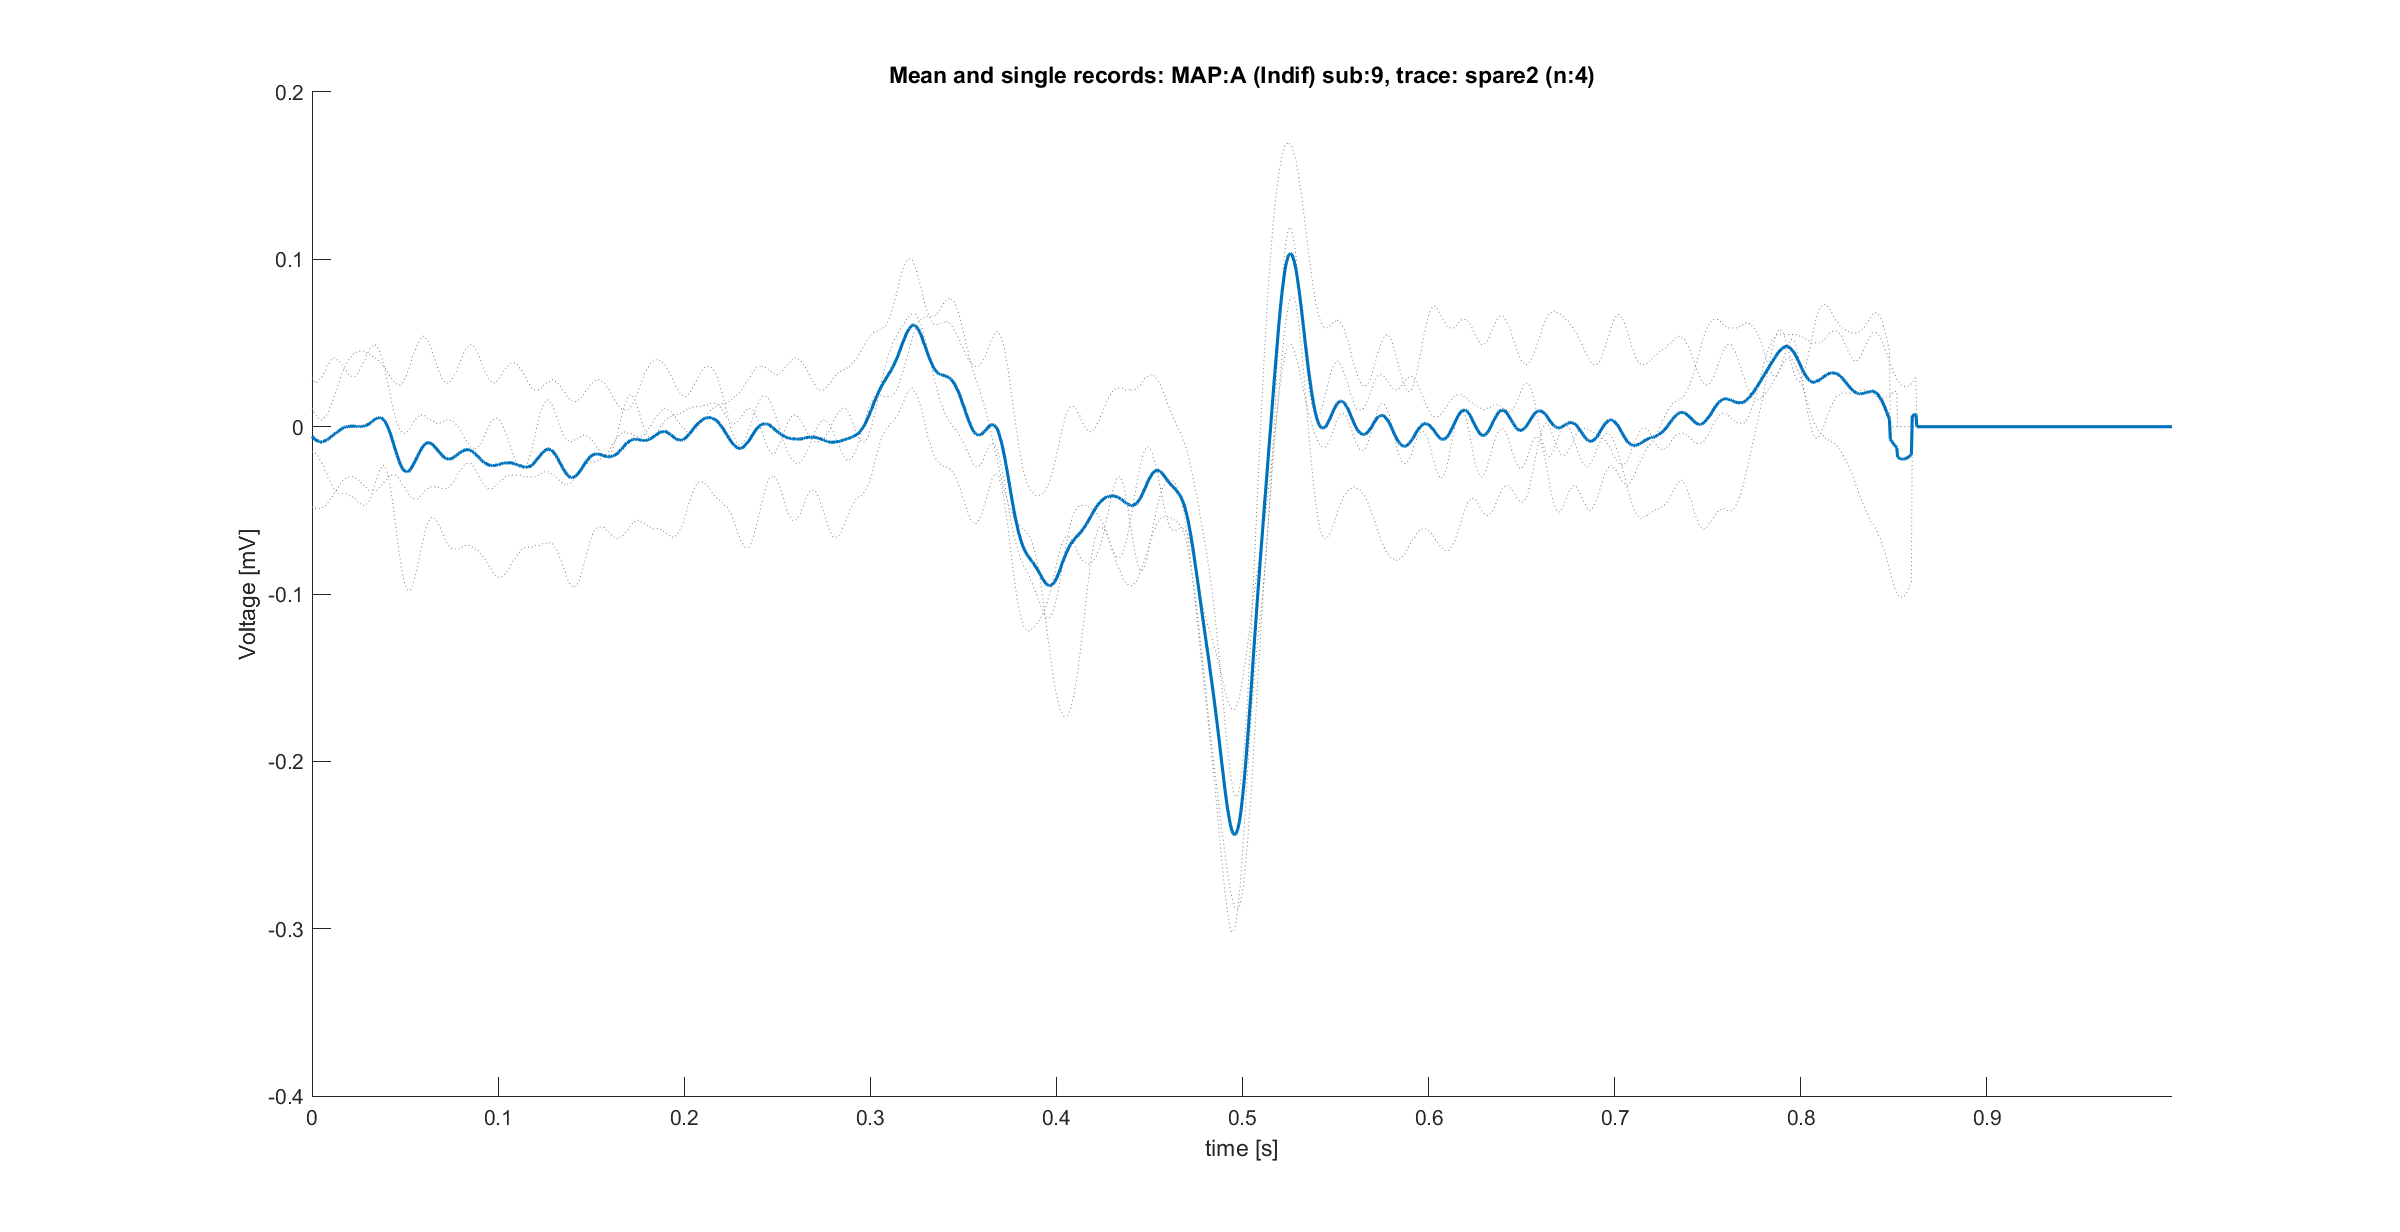 Mean and single records: MAP:A (Indif) sub:9, trace: spare2 (n:4)
0.2
0.1
0
-0.1
-0.2
-0.3
-0.4
Voltage [mV]
0 0.1 0.2 0.3 0.4 0.5 0.6 0.7 0.8 0.9
time [s]